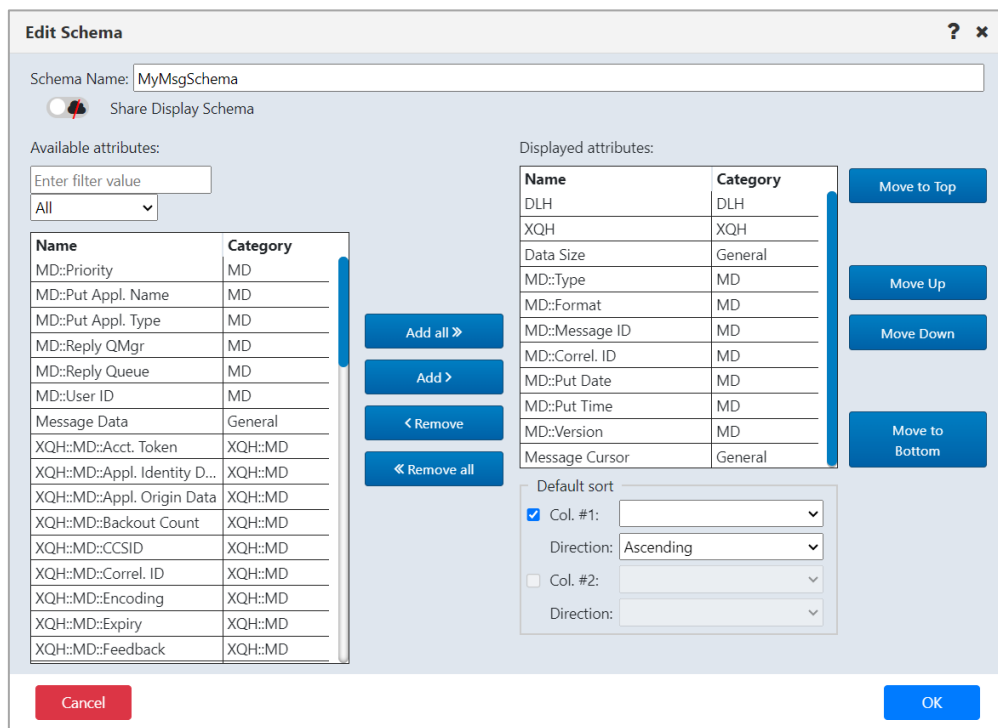 Edit Schema ? ×
Schema Name: MyMsgSchema
Share Display Schema
Available attributes:
Enter filter value
All
Name Category
MD::Priority MD
MD::Put Appl. Name MD
MD::Put Appl. Type MD
MD::Reply QMgr MD
MD::Reply Queue MD
MD::User ID MD
Message Data General
XQH::MD::Acct. Token XQH::MD
XQH::MD::Appl. Identity D... XQH::MD
XQH::MD::Appl. Origin Data XQH::MD
XQH::MD::Backout Count XQH::MD
XQH::MD::CCSID XQH::MD
XQH::MD::Correl. ID XQH::MD
XQH::MD::Encoding XQH::MD
XQH::MD::Expiry XQH::MD
XQH::MD::Feedback XQH::MD
Add all »
Add >
< Remove
« Remove all
Displayed attributes:
Name Category
DLH DLH
XQH XQH
Data Size General
MD::Type MD
MD::Format MD
MD::Message ID MD
MD::Correl. ID MD
MD::Put Date MD
MD::Put Time MD
MD::Version MD
Message Cursor General
Default sort
Col. #1:
Direction: Ascending
Col. #2:
Direction:
Move to Top
Move Up
Move Down
Move to
Bottom
Cancel
OK